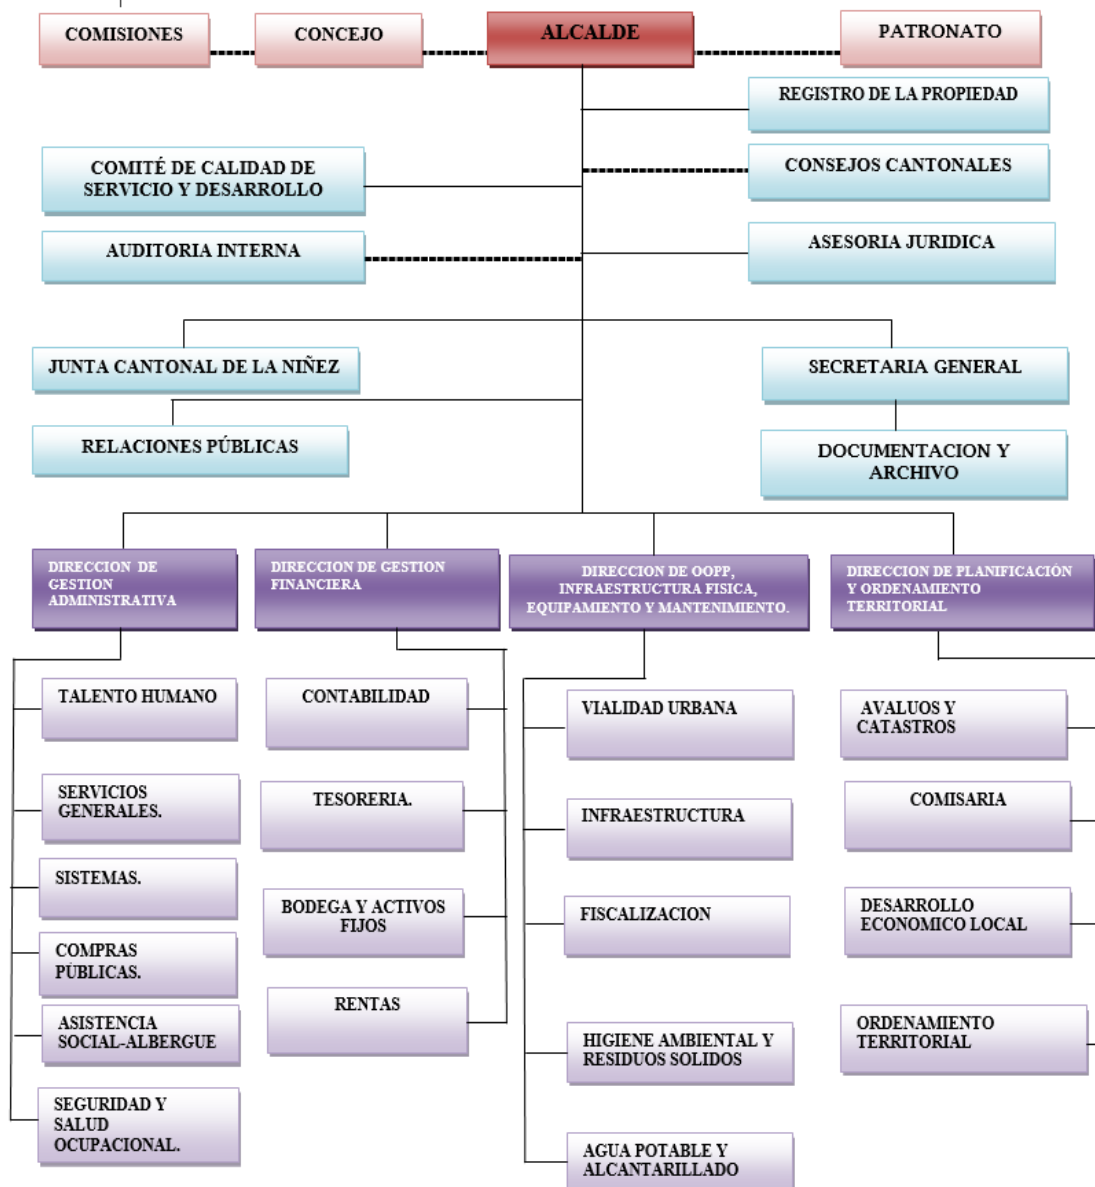 COMISIONES
CONCEJO
ALCALDE
PATRONATO
REGISTRO DE LA PROPIEDAD
COMITÉ DE CALIDAD DE
SERVICIO Y DESARROLLO
CONSEJOS CANTONALES
AUDITORIA INTERNA
ASESORIA JURIDICA
JUNTA CANTONAL DE LA NIÑEZ
SECRETARIA GENERAL
RELACIONES PÚBLICAS
DOCUMENTACION Y
ARCHIVO
DIRECCION DE
GESTION
ADMINISTRATIVA
DIRECCION DE GESTION
FINANCIERA
DIRECCION DE OOPP,
INFRAESTRUCTURA FISICA,
EQUIPAMIENTO Y MANTENIMIENTO.
DIRECCION DE PLANIFICACIÓN
Y ORDENAMIENTO
TERRITORIAL
TALENTO HUMANO
SERVICIOS
GENERALES.
SISTEMAS.
COMPRAS
PÚBLICAS.
ASISTENCIA
SOCIAL-ALBERGUE
SEGURIDAD Y
SALUD
OCUPACIONAL.
CONTABILIDAD
TESORERIA.
BODEGA Y ACTIVOS
FIJOS
RENTAS
VIALIDAD URBANA
INFRAESTRUCTURA
FISCALIZACION
HIGIENE AMBIENTAL Y
RESIDUOS SOLIDOS
AGUA POTABLE Y
ALCANTARILLADO
AVALUOS Y
CATASTROS
COMISARIA
DESARROLLO
ECONOMICO LOCAL
ORDENAMIENTO
TERRITORIAL